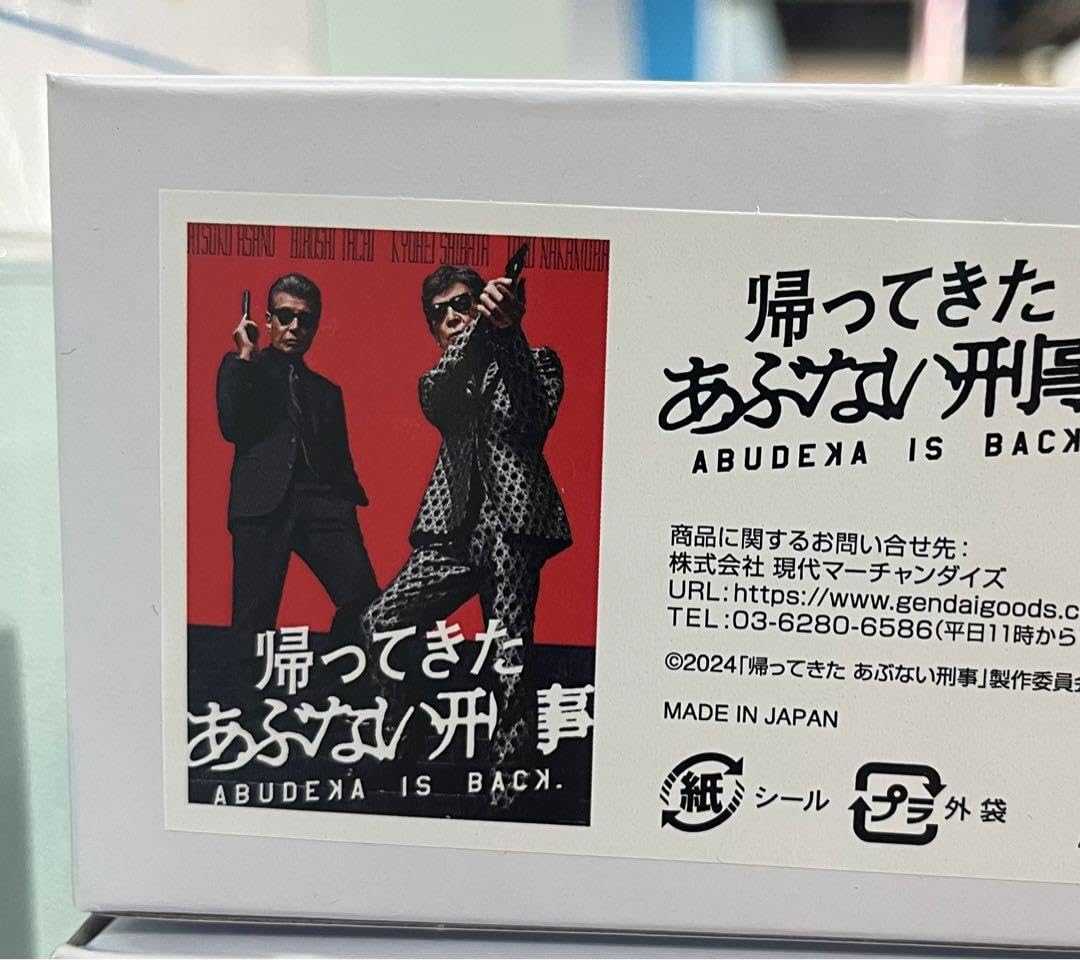 ATSUKO ASANO HIROSHI TACHI KYOHEI SHIBATA TORU NAKAMURA
帰ってきた
あぶない刑事
ABUDEKA IS BACK.
帰ってきた
あぶない刑事
ABUDEKA IS BACK
商品に関するお問い合せ先:
株式会社 現代マーチャンダイズ
URL:https://www.gendaigoods.c
TEL:03-6280-6586(平日11時から
©2024「帰ってきた あぶない刑事」製作委員会
MADE IN JAPAN
紙 シール プラ 外袋